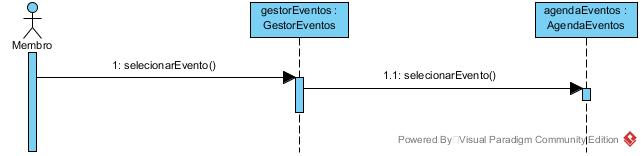 gestorEventos :
GestorEventos
agendaEventos :
AgendaEventos
Membro
1: selecionarEvento()
1.1: selecionarEvento()
Powered By Visual Paradigm Community Edition